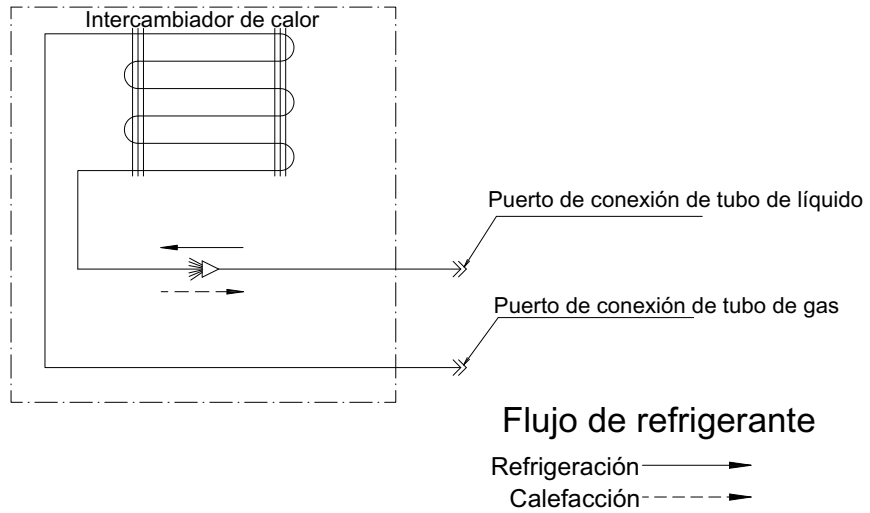 Intercambiador de calor
Puerto de conexión de tubo de líquido
Puerto de conexión de tubo de gas
Flujo de refrigerante
Refrigeración
Calefacción